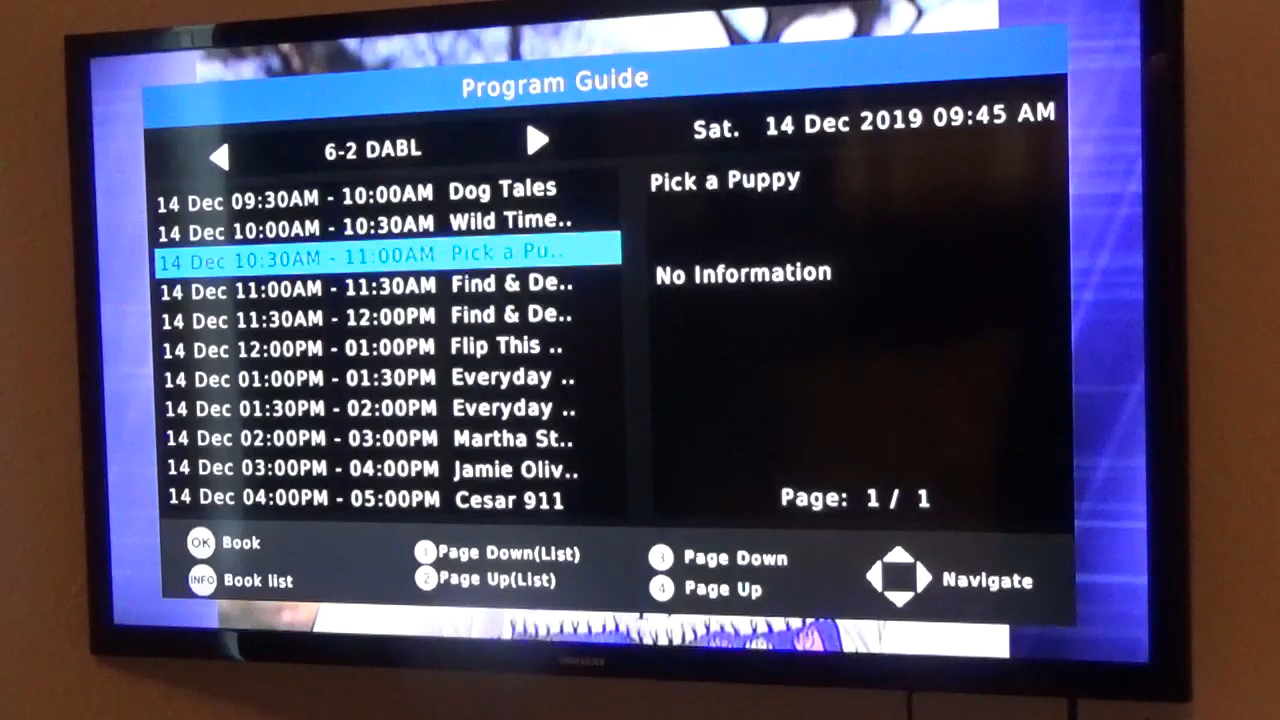 Program Guide
6-2 DABL
Sat. 14 Dec 2019 09:45 AM
14 Dec 09:30AM - 10:00AM Dog Tales
14 Dec 10:00AM - 10:30AM Wild Time..
14 Dec 10:30AM - 11:00AM Pick a Pu..
14 Dec 11:00AM - 11:30AM Find & De..
14 Dec 11:30AM - 12:00PM Find & De..
14 Dec 12:00PM - 01:00PM Flip This ..
14 Dec 01:00PM - 01:30PM Everyday ..
14 Dec 01:30PM - 02:00PM Everyday ..
14 Dec 02:00PM - 03:00PM Martha St..
14 Dec 03:00PM - 04:00PM Jamie Oliv..
14 Dec 04:00PM - 05:00PM Cesar 911
Pick a Puppy
No Information
Page: 1 / 1
OK Book
INFO Book list
1 Page Down(List)
2 Page Up(List)
3 Page Down
4 Page Up
Navigate
SAMSUNG